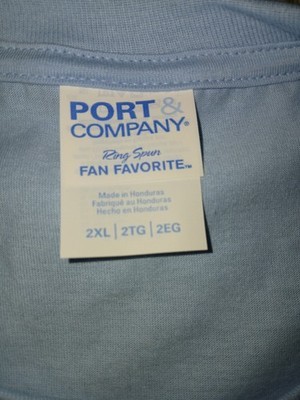 PORT &
COMPANY®
Ring Spun
FAN FAVORITE™
Made in Honduras
Fabriqué au Honduras
Hecho en Honduras
2XL | 2TG | 2EG